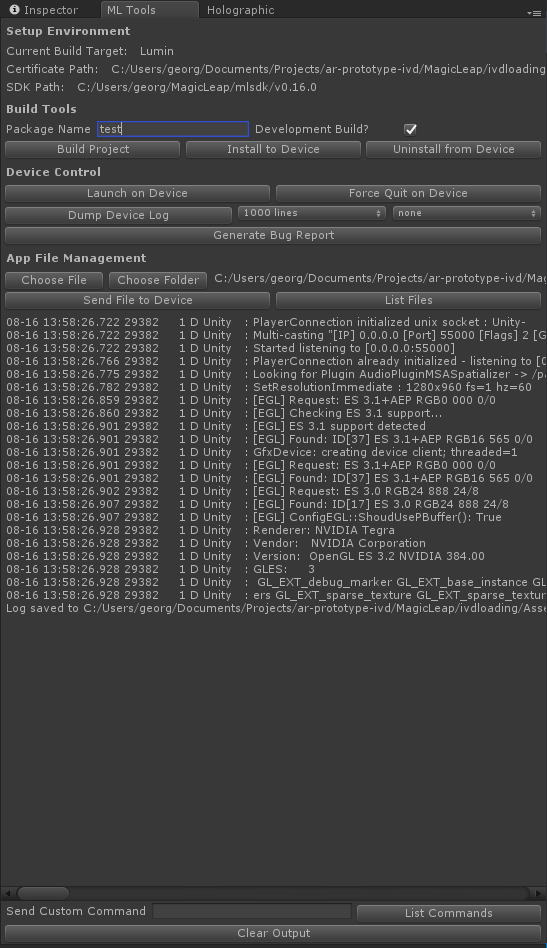 Inspector ML Tools Holographic
Setup Environment
Current Build Target: Lumin
Certificate Path: C:/Users/georg/Documents/Projects/ar-prototype-ivd/MagicLeap/ivdloading
SDK Path: C:/Users/georg/MagicLeap/mlsdk/v0.16.0
Build Tools
Package Name test Development Build?
Build Project Install to Device Uninstall from Device
Device Control
Launch on Device Force Quit on Device
Dump Device Log 1000 lines none
Generate Bug Report
App File Management
Choose File Choose Folder C:/Users/georg/Documents/Projects/ar-prototype-ivd/Mag
Send File to Device List Files
08-16 13:58:26.722 29382 1 D Unity : PlayerConnection initialized unix socket : Unity-
08-16 13:58:26.722 29382 1 D Unity : Multi-casting "[IP] 0.0.0.0 [Port] 55000 [Flags] 2 [G
08-16 13:58:26.722 29382 1 D Unity : Started listening to [0.0.0.0:55000]
08-16 13:58:26.766 29382 1 D Unity : PlayerConnection already initialized - listening to [0
08-16 13:58:26.775 29382 1 D Unity : Looking for Plugin AudioPluginMSASpatializer -> /pa
08-16 13:58:26.782 29382 1 D Unity : SetResolutionImmediate : 1280x960 fs=1 hz=60
08-16 13:58:26.859 29382 1 D Unity : [EGL] Request: ES 3.1+AEP RGB0 000 0/0
08-16 13:58:26.860 29382 1 D Unity : [EGL] Checking ES 3.1 support...
08-16 13:58:26.901 29382 1 D Unity : [EGL] ES 3.1 support detected
08-16 13:58:26.901 29382 1 D Unity : [EGL] Found: ID[37] ES 3.1+AEP RGB16 565 0/0
08-16 13:58:26.901 29382 1 D Unity : GfxDevice: creating device client; threaded=1
08-16 13:58:26.901 29382 1 D Unity : [EGL] Request: ES 3.1+AEP RGB0 000 0/0
08-16 13:58:26.901 29382 1 D Unity : [EGL] Found: ID[37] ES 3.1+AEP RGB16 565 0/0
08-16 13:58:26.902 29382 1 D Unity : [EGL] Request: ES 3.0 RGB24 888 24/8
08-16 13:58:26.907 29382 1 D Unity : [EGL] Found: ID[17] ES 3.0 RGB24 888 24/8
08-16 13:58:26.907 29382 1 D Unity : [EGL] ConfigEGL::ShoudUsePBuffer(): True
08-16 13:58:26.928 29382 1 D Unity : Renderer: NVIDIA Tegra
08-16 13:58:26.928 29382 1 D Unity : Vendor: NVIDIA Corporation
08-16 13:58:26.928 29382 1 D Unity : Version: OpenGL ES 3.2 NVIDIA 384.00
08-16 13:58:26.928 29382 1 D Unity : GLES: 3
08-16 13:58:26.928 29382 1 D Unity : GL_EXT_debug_marker GL_EXT_base_instance GL
08-16 13:58:26.928 29382 1 D Unity : ers GL_EXT_sparse_texture GL_EXT_sparse_textur
Log saved to C:/Users/georg/Documents/Projects/ar-prototype-ivd/MagicLeap/ivdloading/Asse
Send Custom Command List Commands
Clear Output